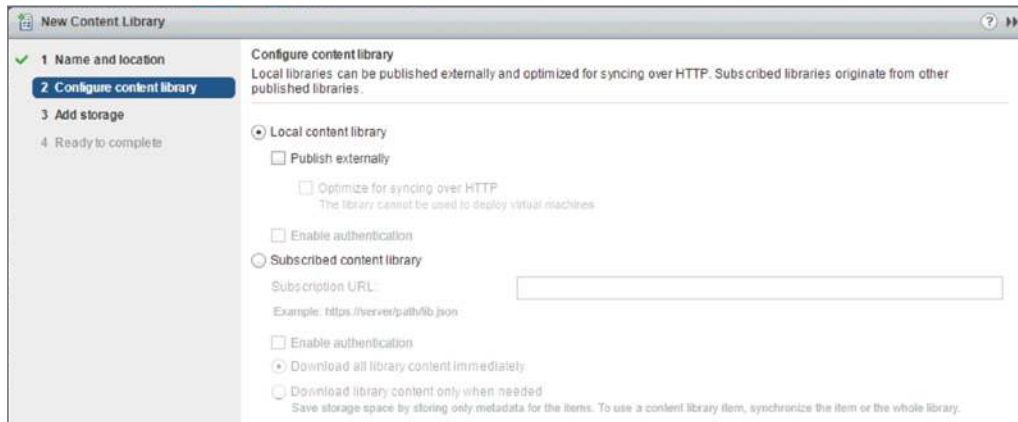 New Content Library
?
1 Name and location
2 Configure content library
3 Add storage
4 Ready to complete
Configure content library
Local libraries can be published externally and optimized for syncing over HTTP. Subscribed libraries originate from other
published libraries.
Local content library
Publish externally
Optimize for syncing over HTTP
The library cannot be used to deploy virtual machines
Enable authentication
Subscribed content library
Subscription URL:
Example: https://server/path/lib.json
Enable authentication
Download all library content immediately
Download library content only when needed
Save storage space by storing only metadata for the items. To use a content library item, synchronize the item or the whole library.